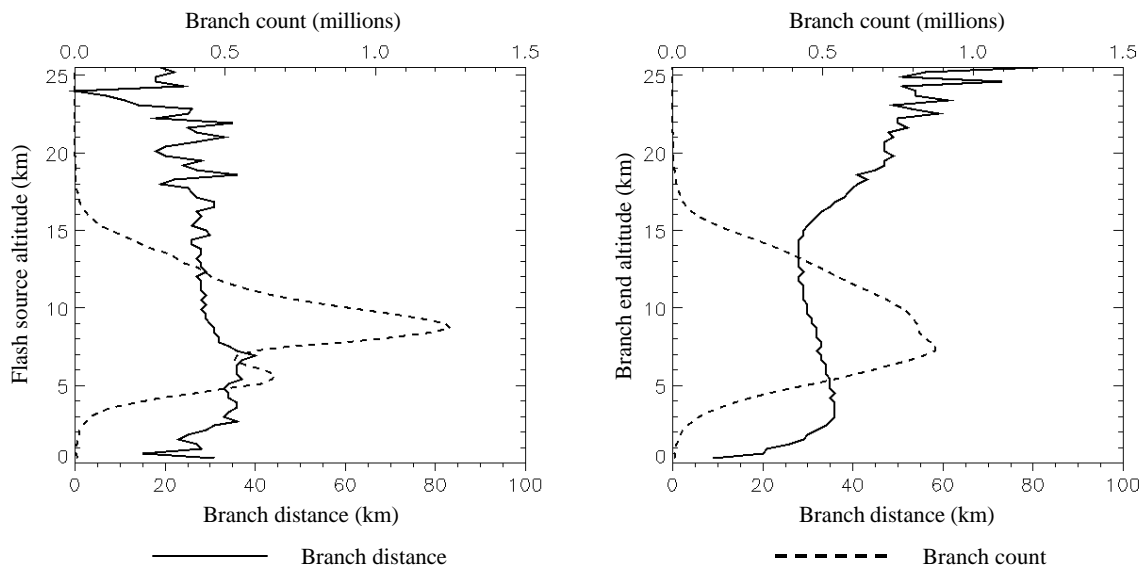 Branch count (millions)
0.0 0.5 1.0 1.5
25
20
15
10
5
0
Flash source altitude (km)
0 20 40 60 80 100
Branch distance (km)
Branch count (millions)
0.0 0.5 1.0 1.5
25
20
15
10
5
0
Branch end altitude (km)
0 20 40 60 80 100
Branch distance (km)
Branch distance
Branch count